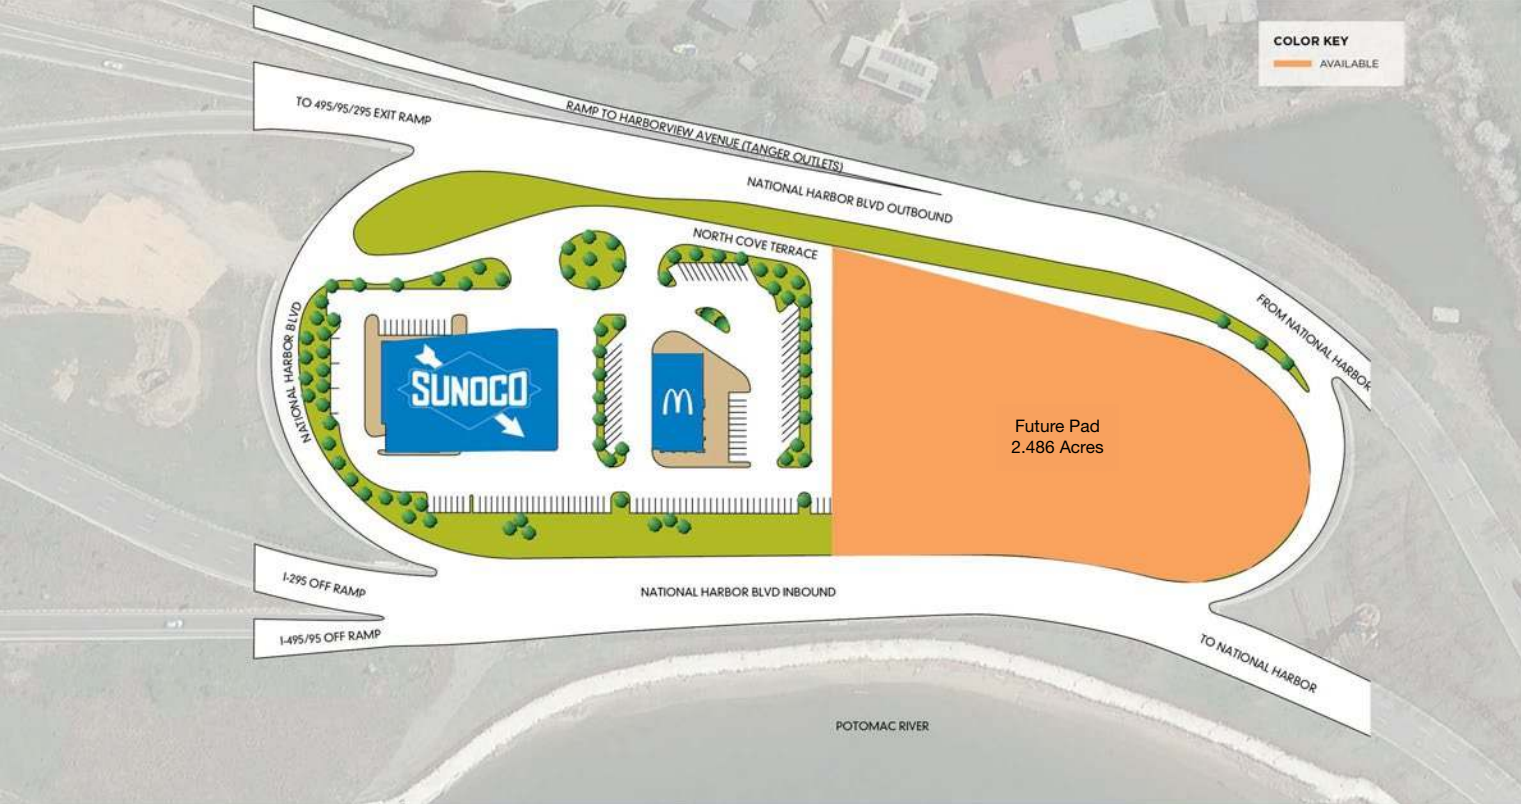 COLOR KEY
AVAILABLE
TO 495/95/295 EXIT RAMP
RAMP TO HARBORVIEW AVENUE (TANGER OUTLETS)
NATIONAL HARBOR BLVD OUTBOUND
NORTH COVE TERRACE
FROM NATIONAL HARBOR
NATIONAL HARBOR BLVD
SUNOCO
M
Future Pad
2.486 Acres
I-295 OFF RAMP
NATIONAL HARBOR BLVD INBOUND
I-495/95 OFF RAMP
TO NATIONAL HARBOR
POTOMAC RIVER